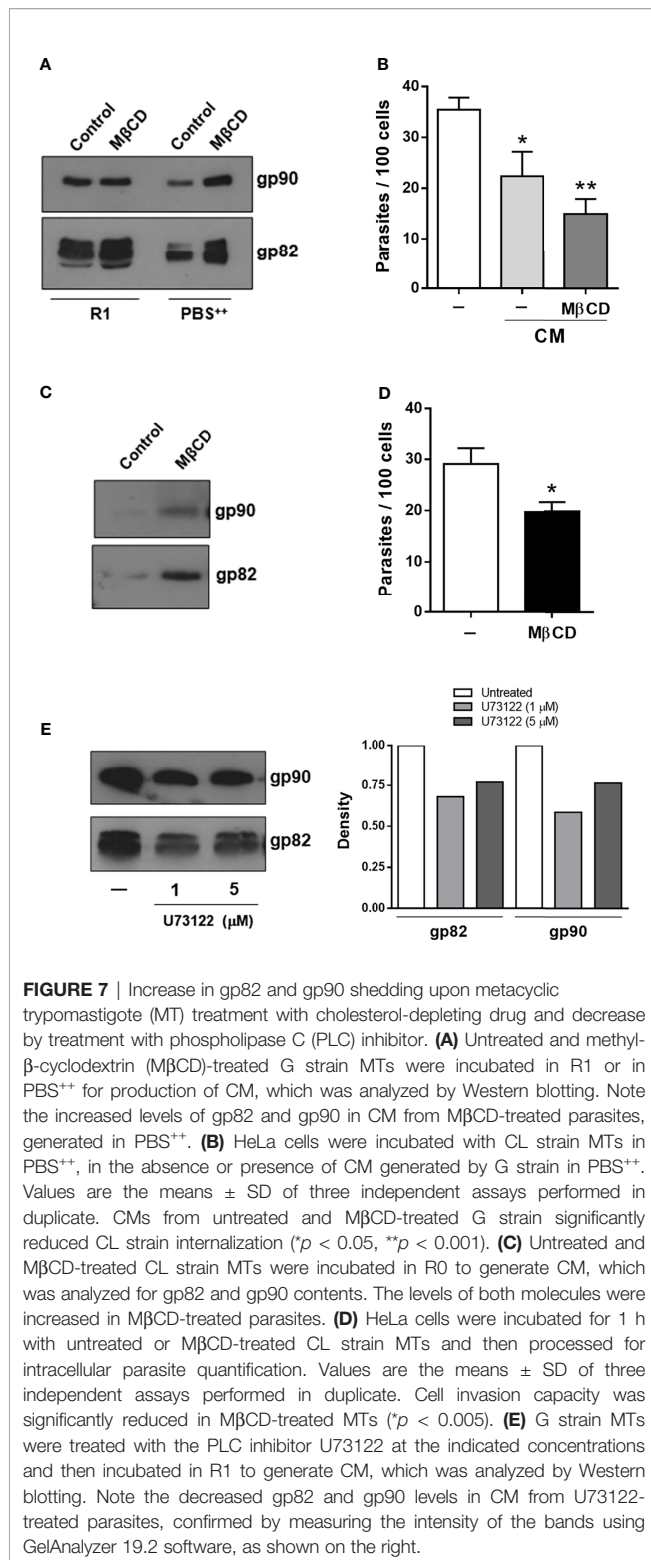 A
Control
MβCD
Control
MβCD
gp90
gp82
R1
PBS⁺⁺
B
Parasites / 100 cells
40
30
20
10
0
*
**
–
–
MβCD
CM
C
Control
MβCD
gp90
gp82
D
Parasites / 100 cells
40
30
20
10
0
*
–
MβCD
E
gp90
gp82
—
1
5
U73122 (μM)
Untreated
U73122 (1 μM)
U73122 (5 μM)
Density
1.00
0.75
0.50
0.25
0.00
gp82
gp90
FIGURE 7 | Increase in gp82 and gp90 shedding upon metacyclic
trypomastigote (MT) treatment with cholesterol-depleting drug and decrease
by treatment with phospholipase C (PLC) inhibitor. (A) Untreated and methyl-
β-cyclodextrin (MβCD)-treated G strain MTs were incubated in R1 or in
PBS⁺⁺ for production of CM, which was analyzed by Western blotting. Note
the increased levels of gp82 and gp90 in CM from MβCD-treated parasites,
generated in PBS⁺⁺. (B) HeLa cells were incubated with CL strain MTs in
PBS⁺⁺, in the absence or presence of CM generated by G strain in PBS⁺⁺.
Values are the means ± SD of three independent assays performed in
duplicate. CMs from untreated and MβCD-treated G strain significantly
reduced CL strain internalization (*p < 0.05, **p < 0.001). (C) Untreated and
MβCD-treated CL strain MTs were incubated in R0 to generate CM, which
was analyzed for gp82 and gp90 contents. The levels of both molecules were
increased in MβCD-treated parasites. (D) HeLa cells were incubated for 1 h
with untreated or MβCD-treated CL strain MTs and then processed for
intracellular parasite quantification. Values are the means ± SD of three
independent assays performed in duplicate. Cell invasion capacity was
significantly reduced in MβCD-treated MTs (*p < 0.005). (E) G strain MTs
were treated with the PLC inhibitor U73122 at the indicated concentrations
and then incubated in R1 to generate CM, which was analyzed by Western
blotting. Note the decreased gp82 and gp90 levels in CM from U73122-
treated parasites, confirmed by measuring the intensity of the bands using
GelAnalyzer 19.2 software, as shown on the right.